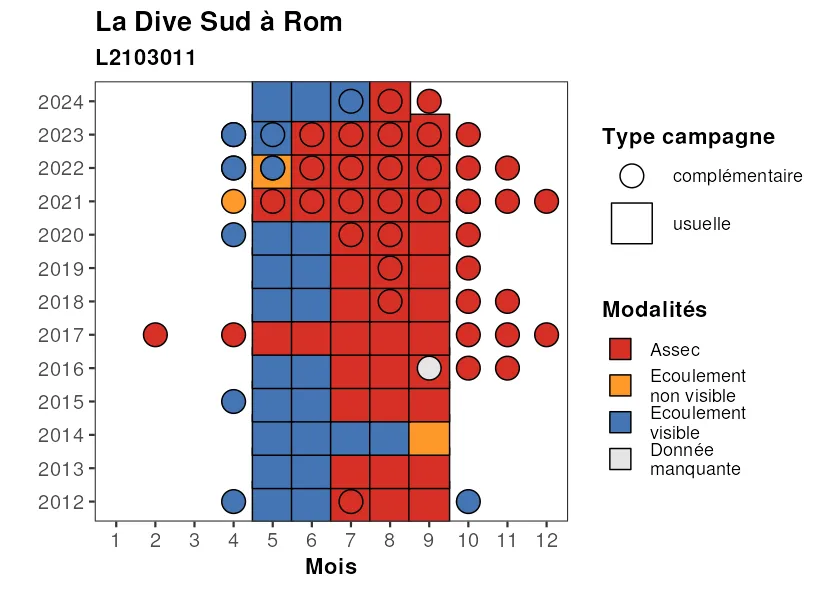 La Dive Sud à Rom
L2103011
2024
2023
2022
2021
2020
2019
2018
2017
2016
2015
2014
2013
2012
1 2 3 4 5 6 7 8 9 10 11 12
Mois
Type campagne
complémentaire
usuelle
Modalités
Assec
Ecoulement
non visible
Ecoulement
visible
Donnée
manquante